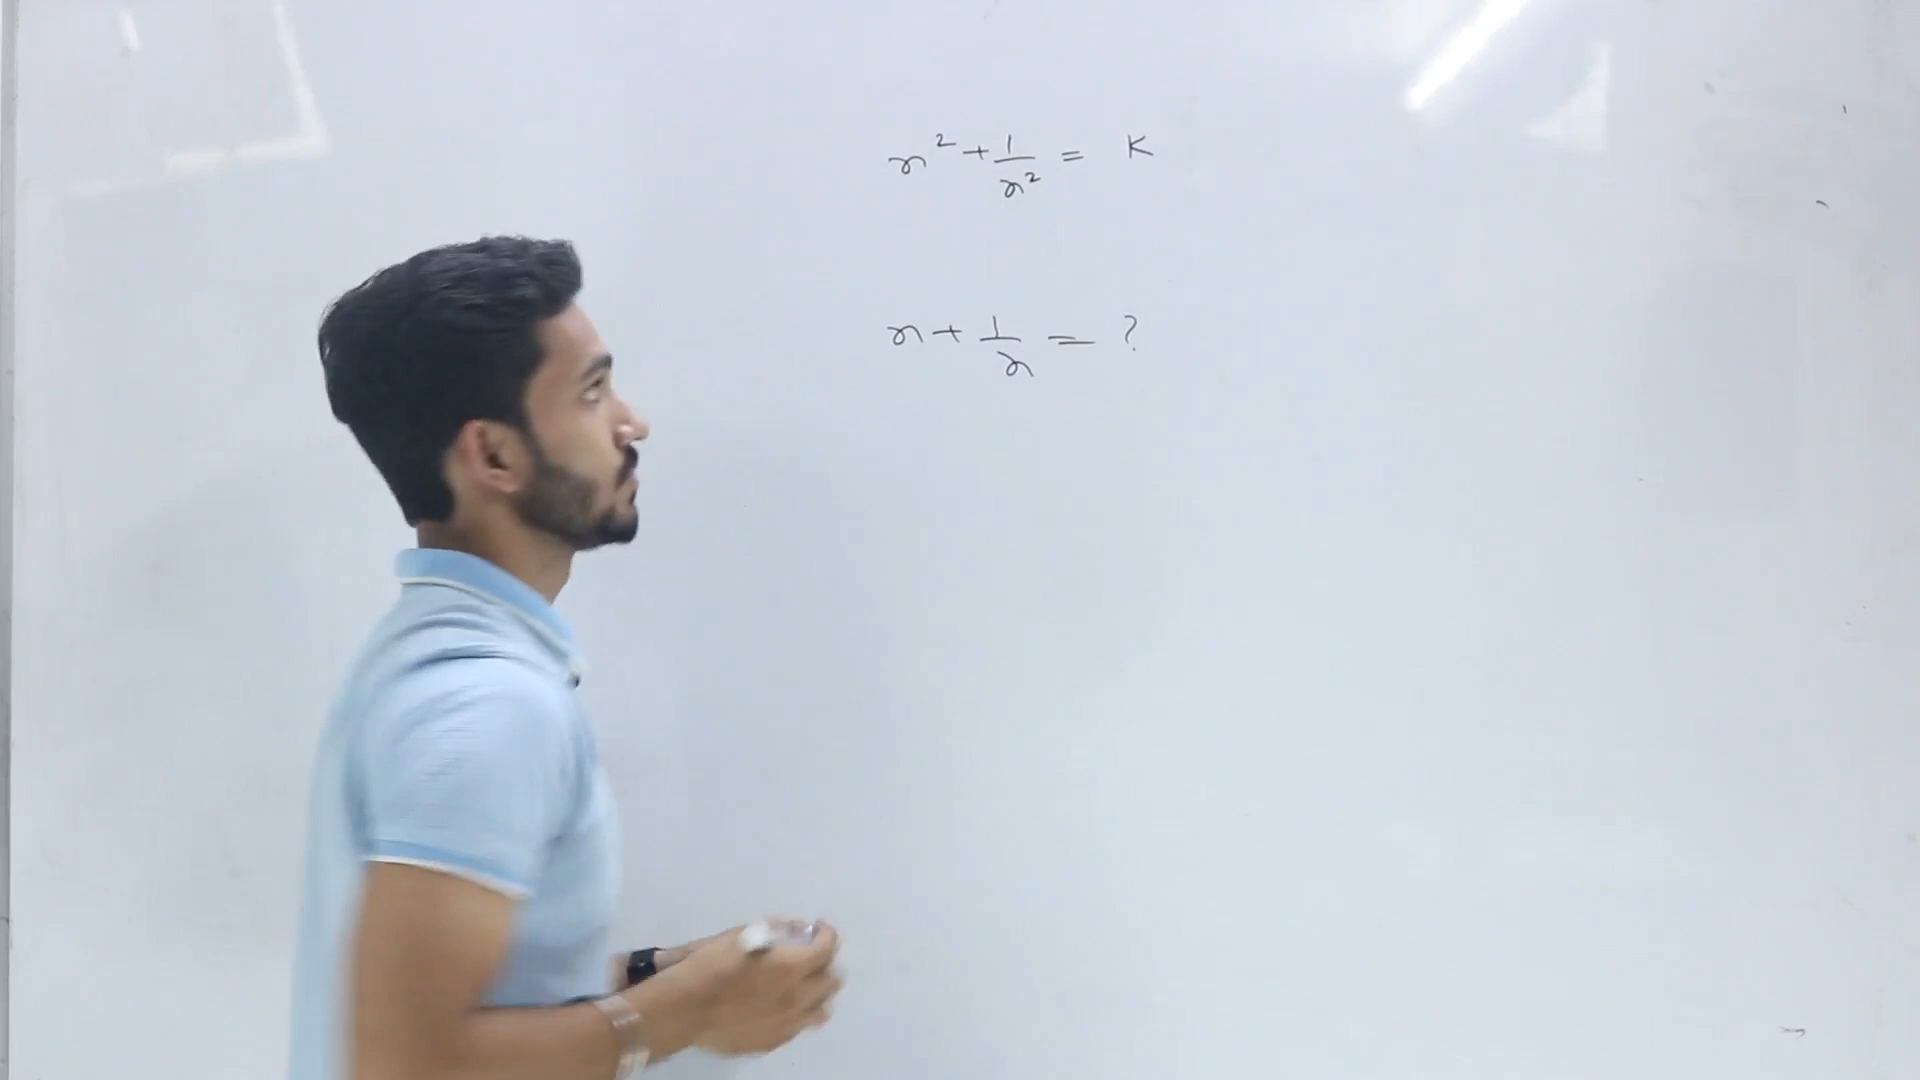 x² + 1/x² = K
x + 1/x = ?